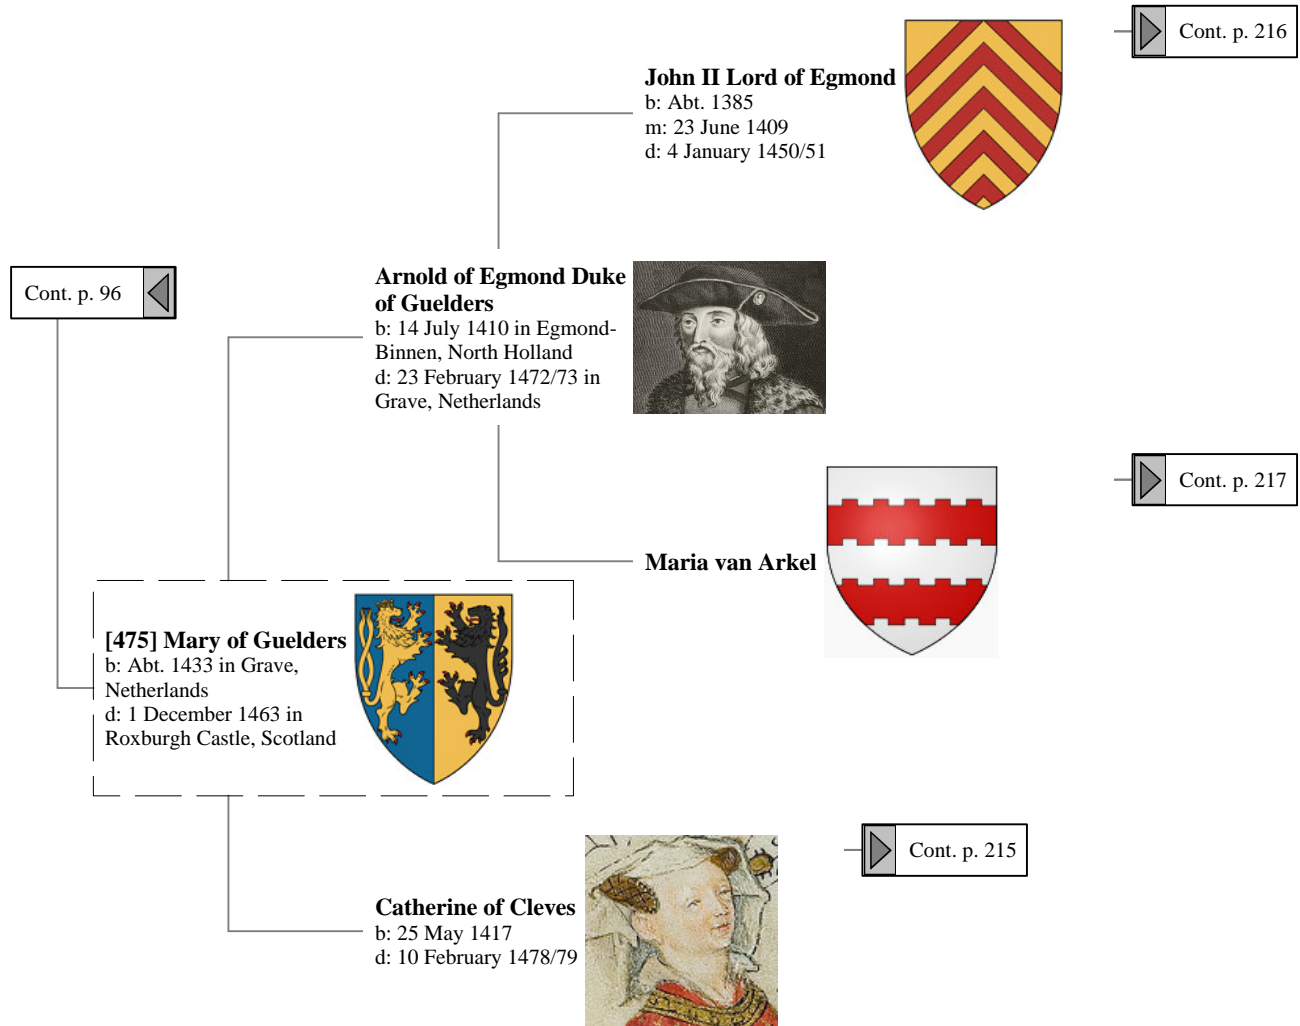 Cont. p. 216
John II Lord of Egmond
b: Abt. 1385
m: 23 June 1409
d: 4 January 1450/51
Cont. p. 96
Arnold of Egmond Duke
of Guelders
b: 14 July 1410 in Egmond-
Binnen, North Holland
d: 23 February 1472/73 in
Grave, Netherlands
Cont. p. 217
Maria van Arkel
[475] Mary of Guelders
b: Abt. 1433 in Grave,
Netherlands
d: 1 December 1463 in
Roxburgh Castle, Scotland
Cont. p. 215
Catherine of Cleves
b: 25 May 1417
d: 10 February 1478/79